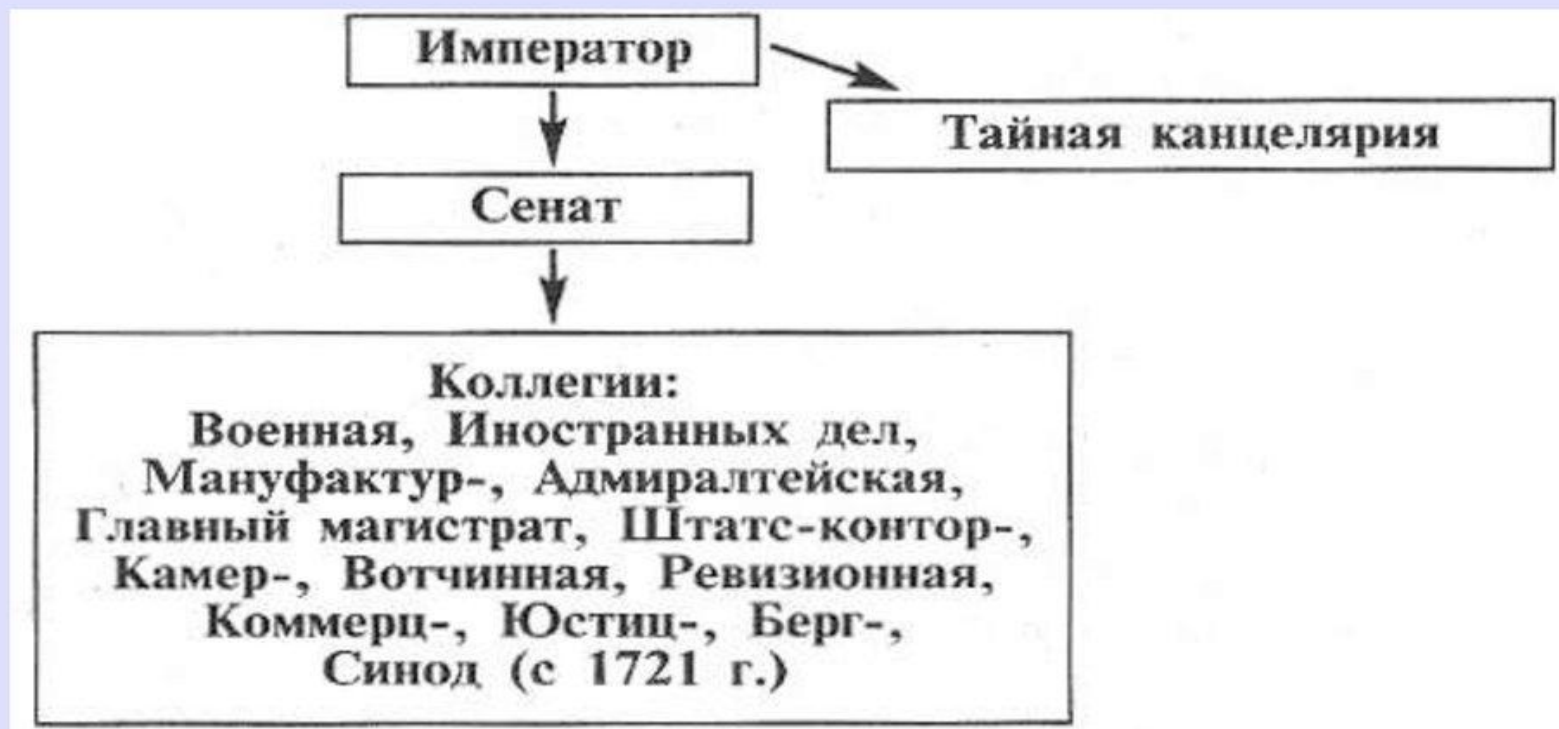 Император
Тайная канцелярия
Сенат
Коллегии:
Военная, Иностранных дел,
Мануфактур-, Адмиралтейская,
Главный магистрат, Штатс-контор-,
Камер-, Вотчинная, Ревизионная,
Коммерц-, Юстиц-, Берг-,
Синод (с 1721 г.)